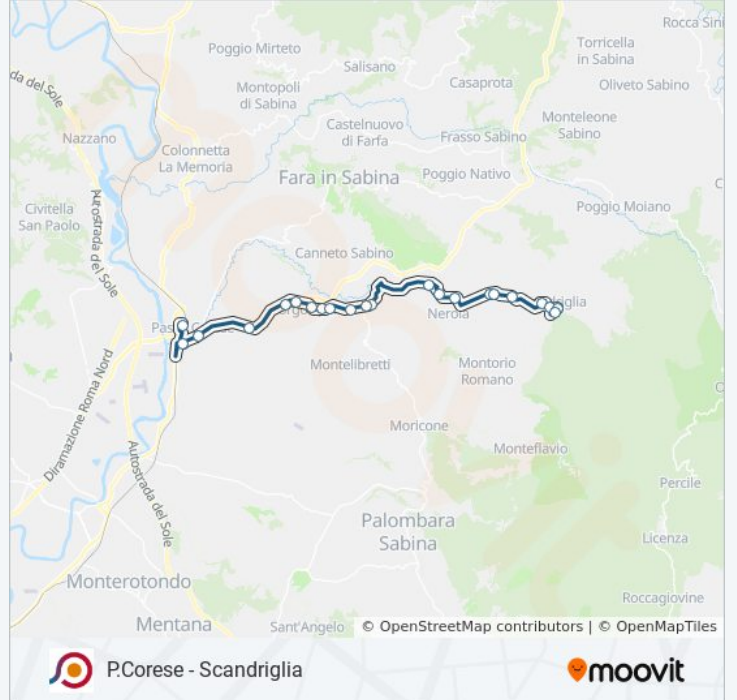 Rocca Sini
Poggio Mirteto
Torricella
in Sabina
Salisano
da del Sole
Montopoli
di Sabina
Casaprota
Oliveto Sabino
Castelnuovo
di Farfa
Monteleone
Sabino
Nazzano
Frasso Sabino
Colonnetta
La Memoria
Fara in Sabina
Poggio Nativo
Autostrada del Sole
Civitella
San Paolo
Poggio Moiano
Canneto Sabino
Nerola
Montelibretti
Montorio
Romano
Diramazione Roma Nord
Moricone
Autostrada del Sole
Monteflavio
Percile
Palombara
Sabina
Licenza
Monterotondo
Roccagiovine
Mentana
Sant'Angelo
© OpenStreetMap contributors | © OpenMapTiles
P.Corese - Scandriglia
moovit